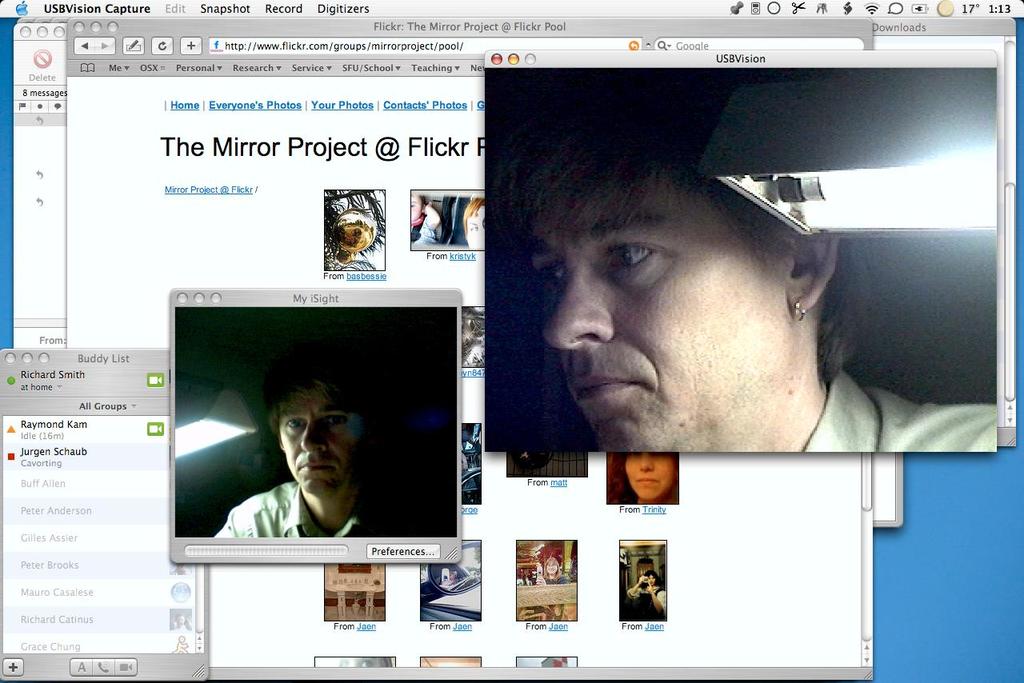 USBVision Capture Edit Snapshot Record Digitizers 17° 1:13
Flickr: The Mirror Project @ Flickr Pool
Downloads
http://www.flickr.com/groups/mirrorproject/pool/
Google
Delete
Me OSX Personal Research Service SFU/School Teaching
8 messages
USBVision
| Home | Everyone's Photos | Your Photos | Contacts' Photos |
The Mirror Project @ Flickr
Mirror Project @ Flickr /
From basbessie
From kristyk
My iSight
From:
Buddy List
Richard Smith
at home
All Groups
Raymond Kam
Idle (16m)
Jurgen Schaub
Cavorting
Buff Allen
Peter Anderson
Gilles Assier
Peter Brooks
Mauro Casalese
Richard Catinus
Grace Chung
A
Preferences...
From matt
From Trinity
From Jaen
From Jaen
From Jaen
From Jaen